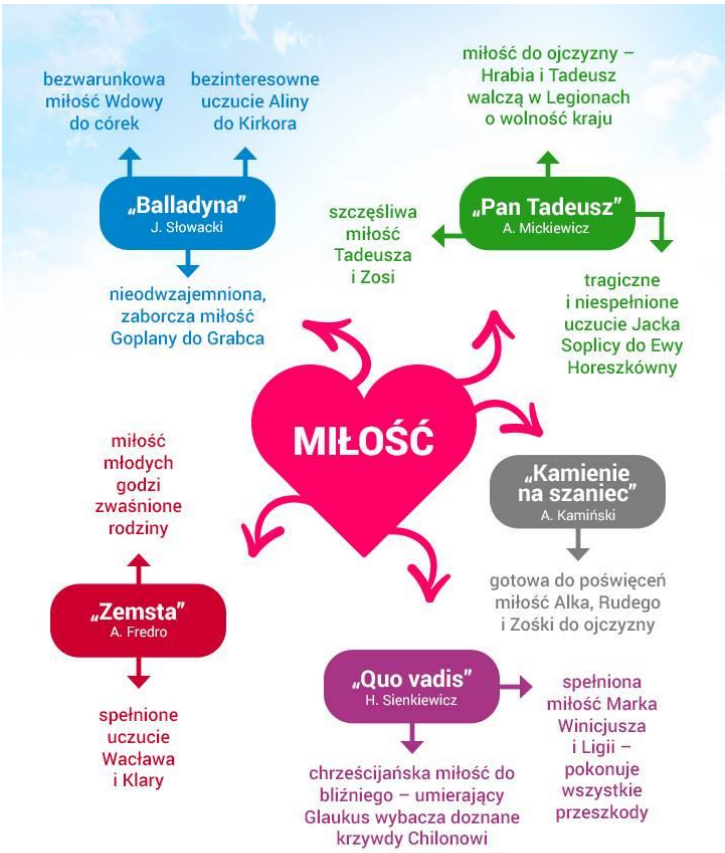 bezwarunkowa
miłość Wdowy
do córek
bezinteresowne
uczucie Aliny
do Kirkora
„Balladyna”
J. Słowacki
nieodwzajemniona,
zaborcza miłość
Goplany do Grabca
miłość do ojczyzny –
Hrabia i Tadeusz
walczą w Legionach
o wolność kraju
„Pan Tadeusz”
A. Mickiewicz
szczęśliwa
miłość
Tadeusza
i Zosi
tragiczne
i niespełnione
uczucie Jacka
Soplicy do Ewy
Horeszkówny
MIŁOŚĆ
„Kamienie
na szaniec”
A. Kamiński
gotowa do poświęceń
miłość Alka, Rudego
i Zośki do ojczyzny
miłość
młodych
godzi
zwaśnione
rodziny
„Zemsta”
A. Fredro
spełnione
uczucie
Wacława
i Klary
„Quo vadis”
H. Sienkiewicz
spełniona
miłość Marka
Winicjusza
i Ligii –
pokonuje
wszystkie
przeszkody
chrześcijańska miłość do
bliźniego – umierający
Glaukus wybacza doznane
krzywdy Chilonowi